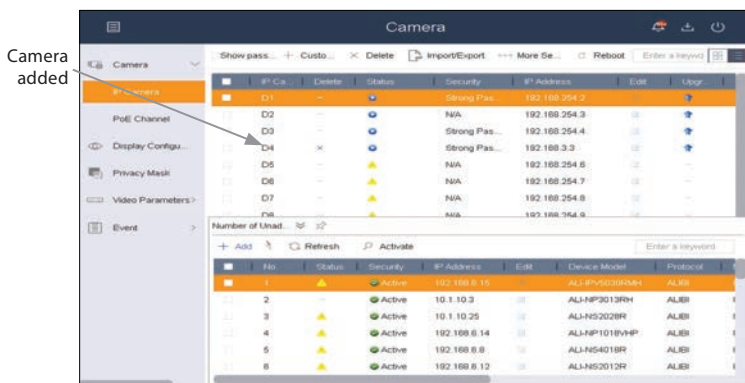 Camera
Camera added
Camera
IP Camera
PoE Channel
Display Configu...
Privacy Mask
Video Parameters
Event
Show pass... Custo... Delete Import/Export More Se... Reboot Enter a keyword
IP Ca... Delete Status Security IP Address Edit Upgr...
D1 – Strong Pas... 192.168.254.2
D2 – N/A 192.168.254.3
D3 – Strong Pas... 192.168.254.4
D4 × Strong Pas... 192.168.3.3
D5 – N/A 192.168.254.6 –
D6 – N/A 192.168.254.7 –
D7 – N/A 192.168.254.8 –
D8 – N/A 192.168.254.9
Number of Unad...
+ Add Refresh Activate Enter a keyword
No. Status Security IP Address Edit Device Model Protocol
1 Active 192.168.6.15 ALI-IPV5030RMH ALIBI
2 – Active 10.1.10.3 ALI-NP3013RH ALIBI
3 Active 10.1.10.25 ALI-NS2028R ALIBI
4 Active 192.168.6.14 ALI-NP1018VHP ALIBI
5 Active 192.168.6.8 ALI-NS4018R ALIBI
6 Active 192.168.6.12 ALI-NS2012R ALIBI